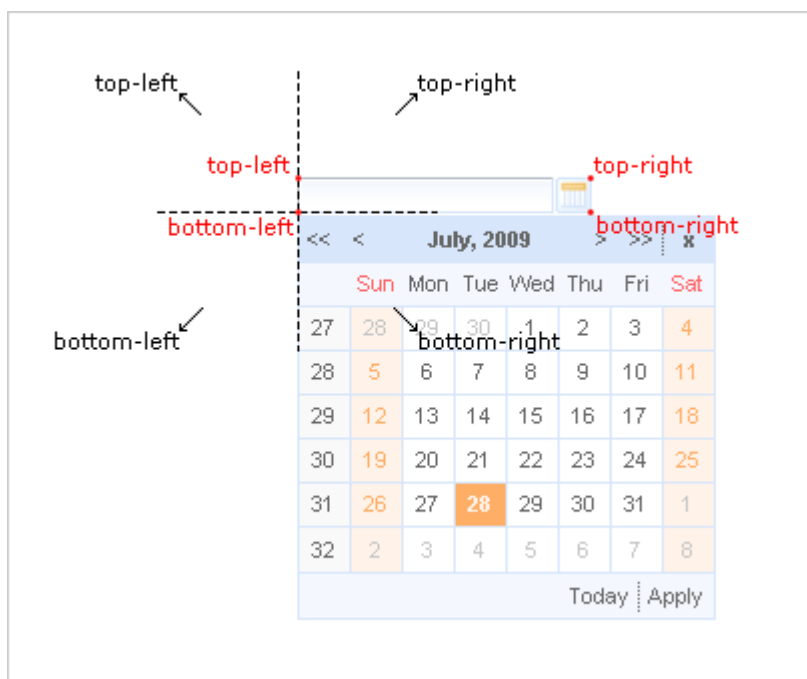 top-left top-right
top-left top-right
bottom-left bottom-right
<< < July, 2009 > >> x
Sun Mon Tue Wed Thu Fri Sat
27 28 29 30 1 2 3 4
bottom-left bottom-right
28 5 6 7 8 9 10 11
29 12 13 14 15 16 17 18
30 19 20 21 22 23 24 25
31 26 27 28 29 30 31 1
32 2 3 4 5 6 7 8
Today Apply